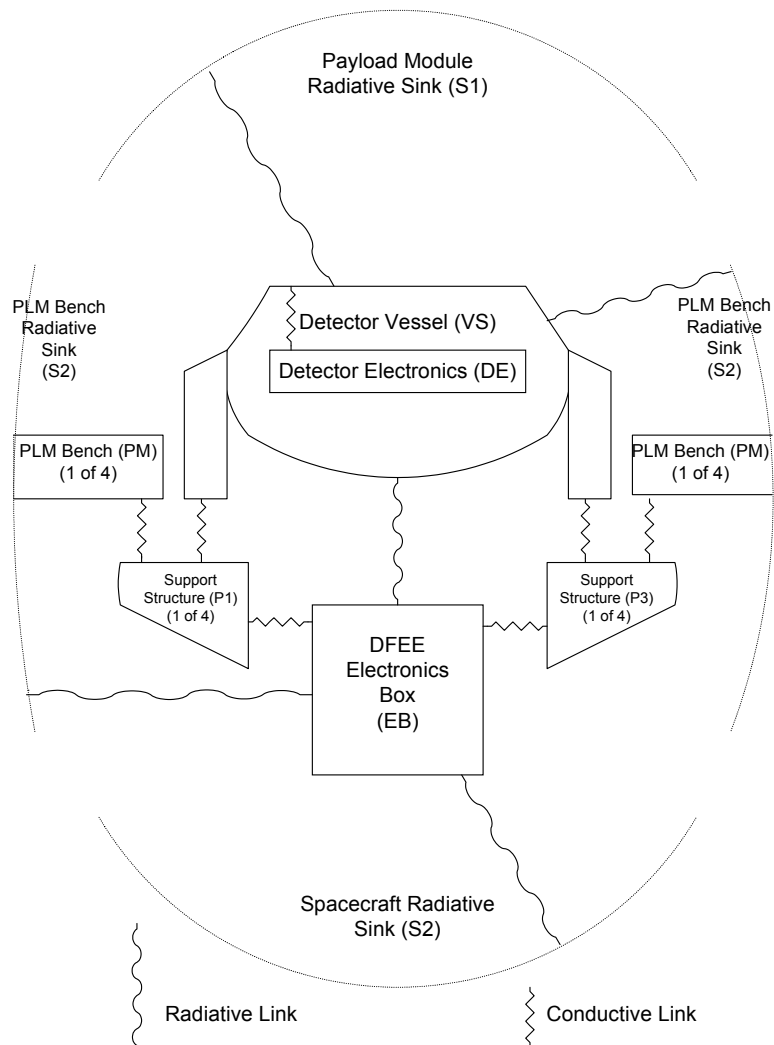 Payload Module
Radiative Sink (S1)
PLM Bench
Radiative
Sink
(S2)
Detector Vessel (VS)
Detector Electronics (DE)
PLM Bench
Radiative
Sink
(S2)
PLM Bench (PM)
(1 of 4)
PLM Bench (PM)
(1 of 4)
Support
Structure (P1)
(1 of 4)
Support
Structure (P3)
(1 of 4)
DFEE
Electronics
Box
(EB)
Spacecraft Radiative
Sink (S2)
Radiative Link
Conductive Link